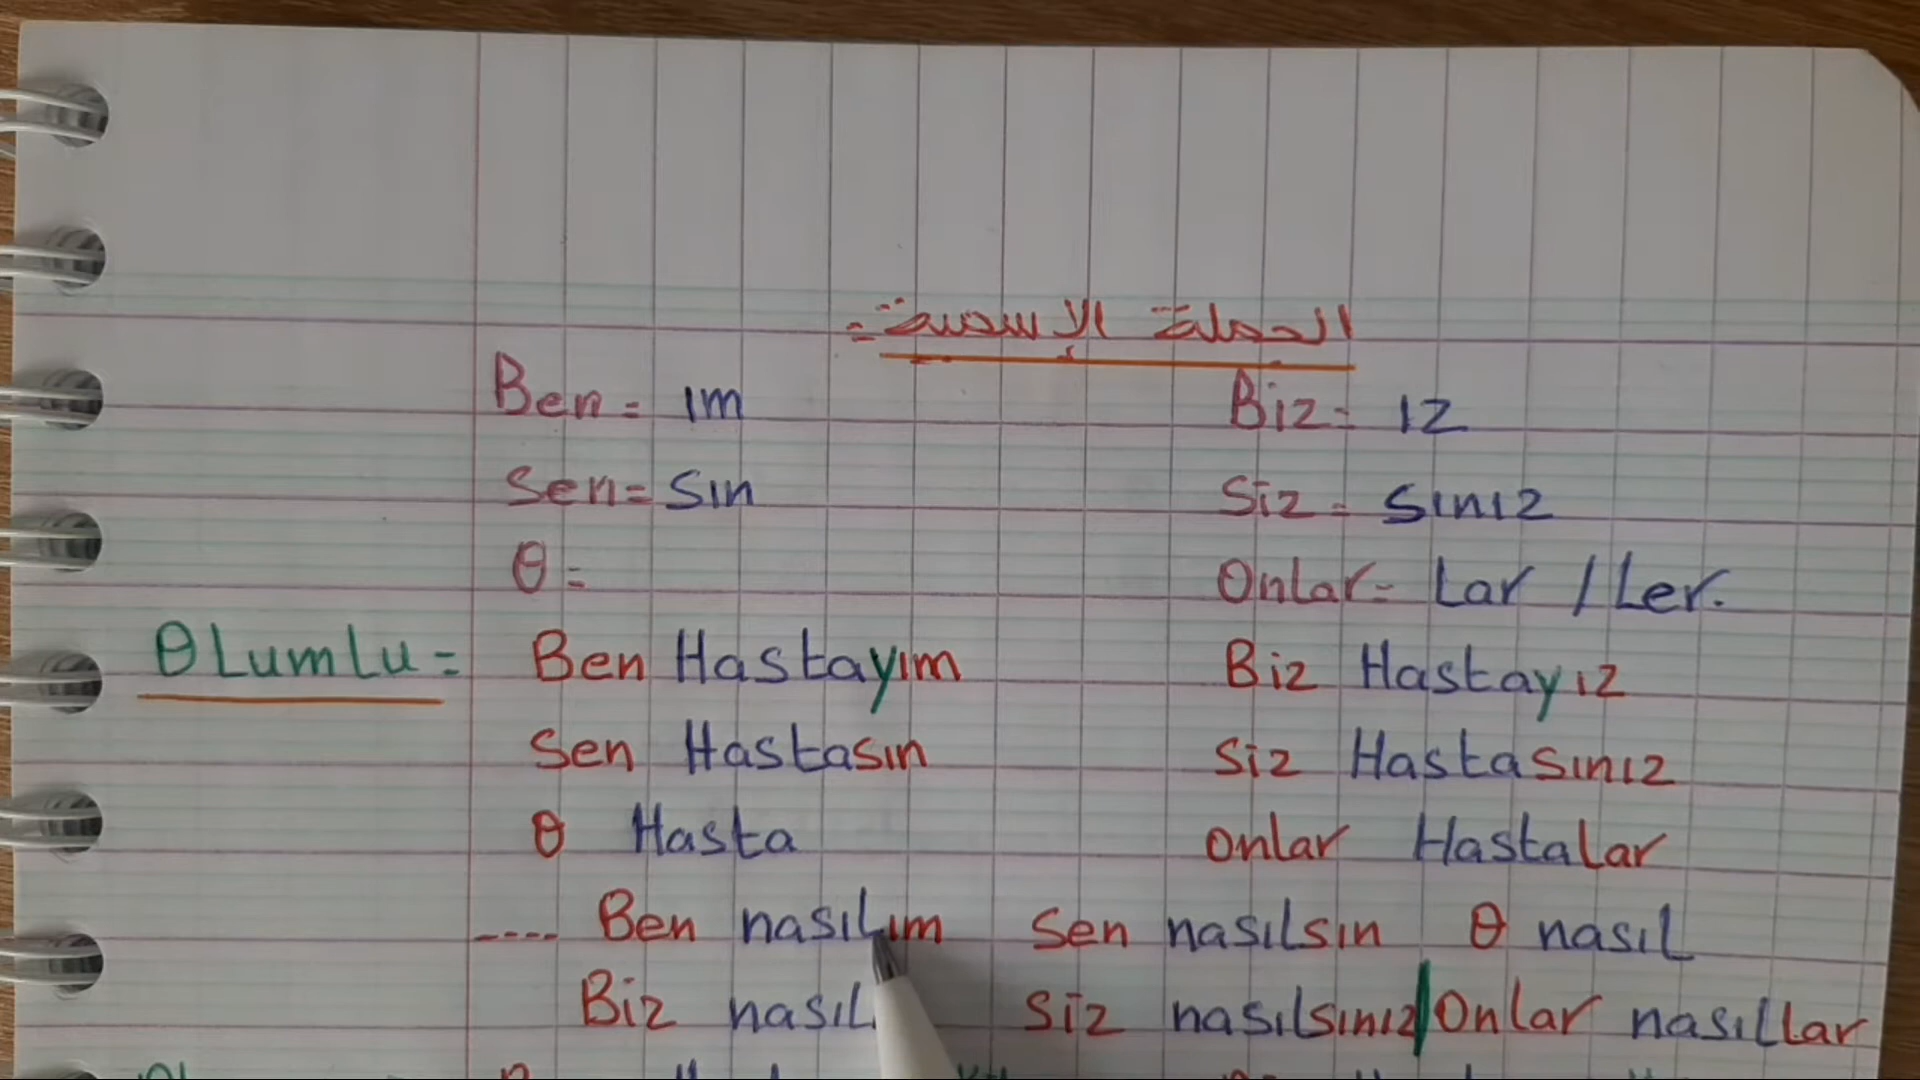 الجملة الإسمية :
Ben = ım Biz = ız
Sen = sın Siz = sınız
O = Onlar = Lar / Ler.
OLumLu = Ben Hastayım Biz Hastayız
Sen Hastasın Siz Hastasınız
O Hasta Onlar Hastalar
---- Ben nasılım Sen nasılsın O nasıl
Biz nasıl Siz nasılsınız / Onlar nasıllar